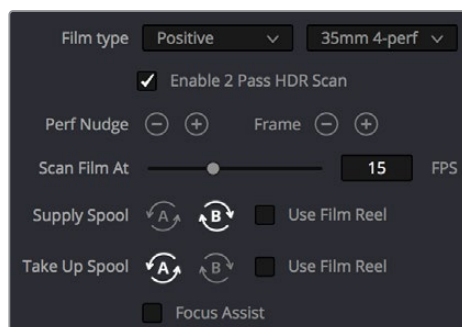 Film type Positive 35mm 4-perf
Enable 2 Pass HDR Scan
Perf Nudge Frame
Scan Film At 15 FPS
Supply Spool A B Use Film Reel
Take Up Spool A B Use Film Reel
Focus Assist